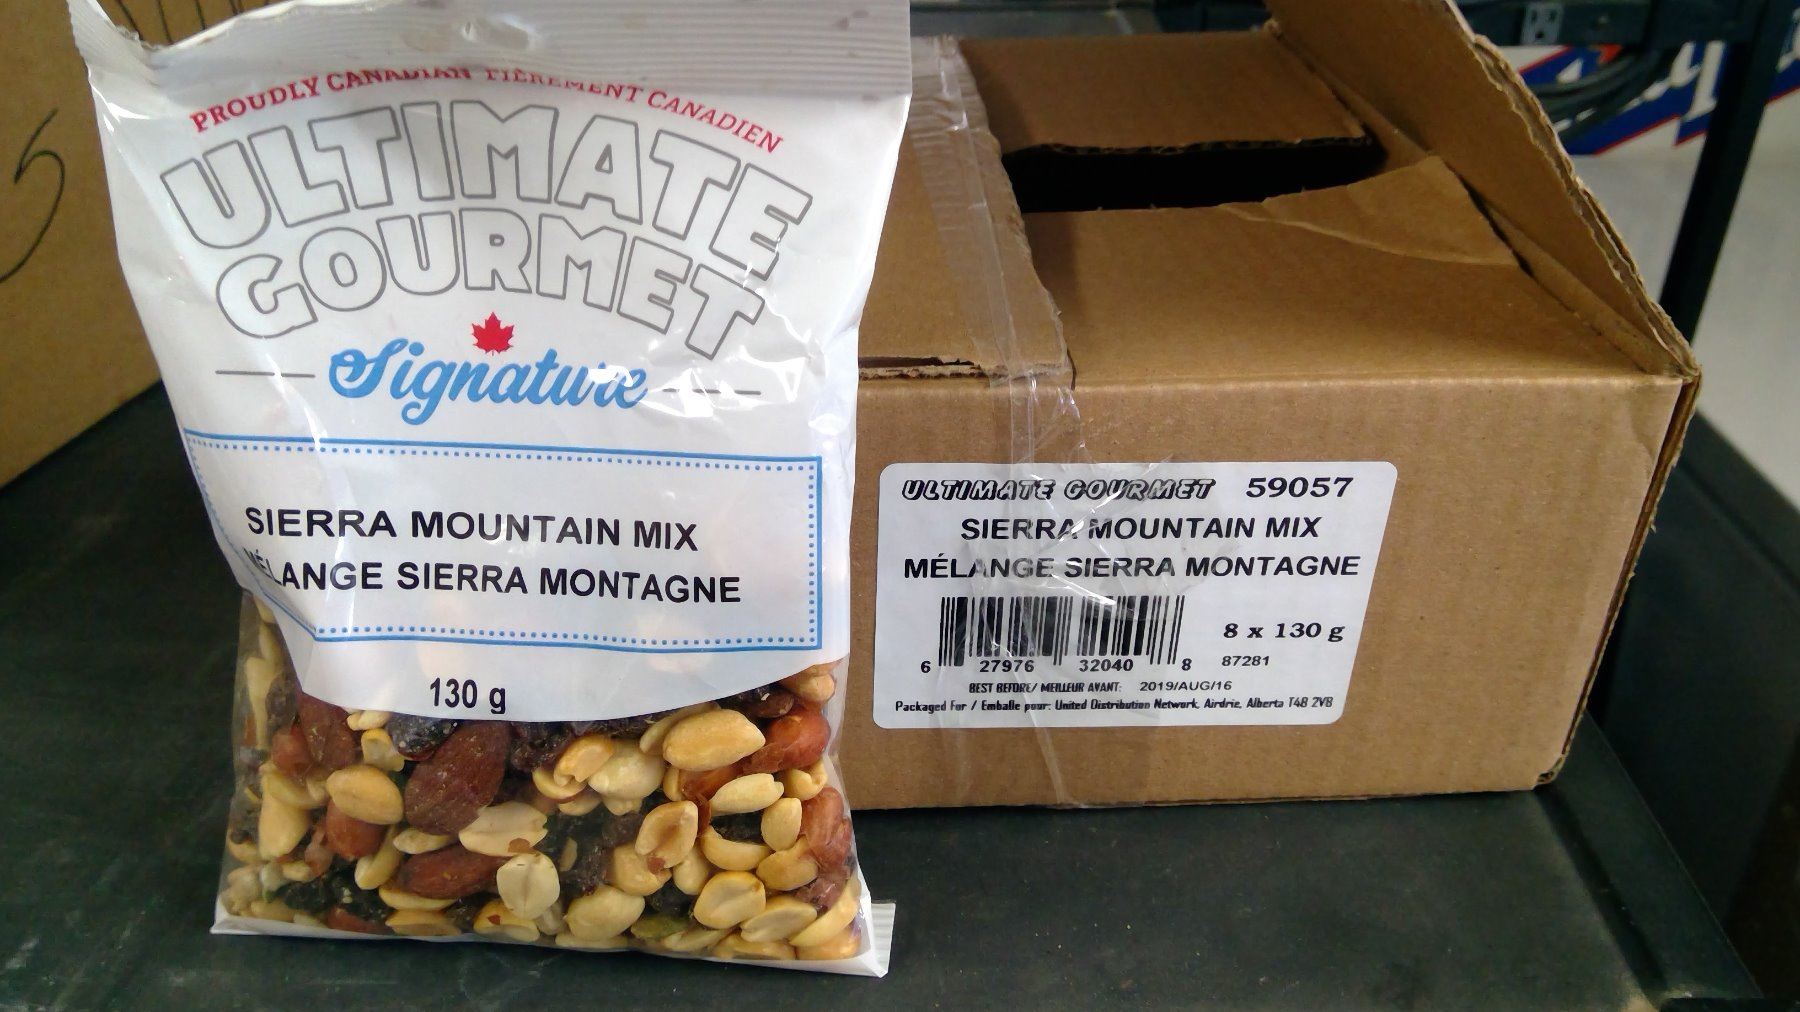 PROUDLY CANADIAN FIÈREMENT CANADIEN
ULTIMATE
GOURMET
Signature
SIERRA MOUNTAIN MIX
MÉLANGE SIERRA MONTAGNE
130 g
ULTIMATE GOURMET 59057
SIERRA MOUNTAIN MIX
MÉLANGE SIERRA MONTAGNE
8 x 130 g
6 27976 32040 8 87281
BEST BEFORE/ MEILLEUR AVANT: 2019/AUG/16
Packaged For / Emballe pour: United Distribution Network, Airdrie, Alberta T4B 2V8
5